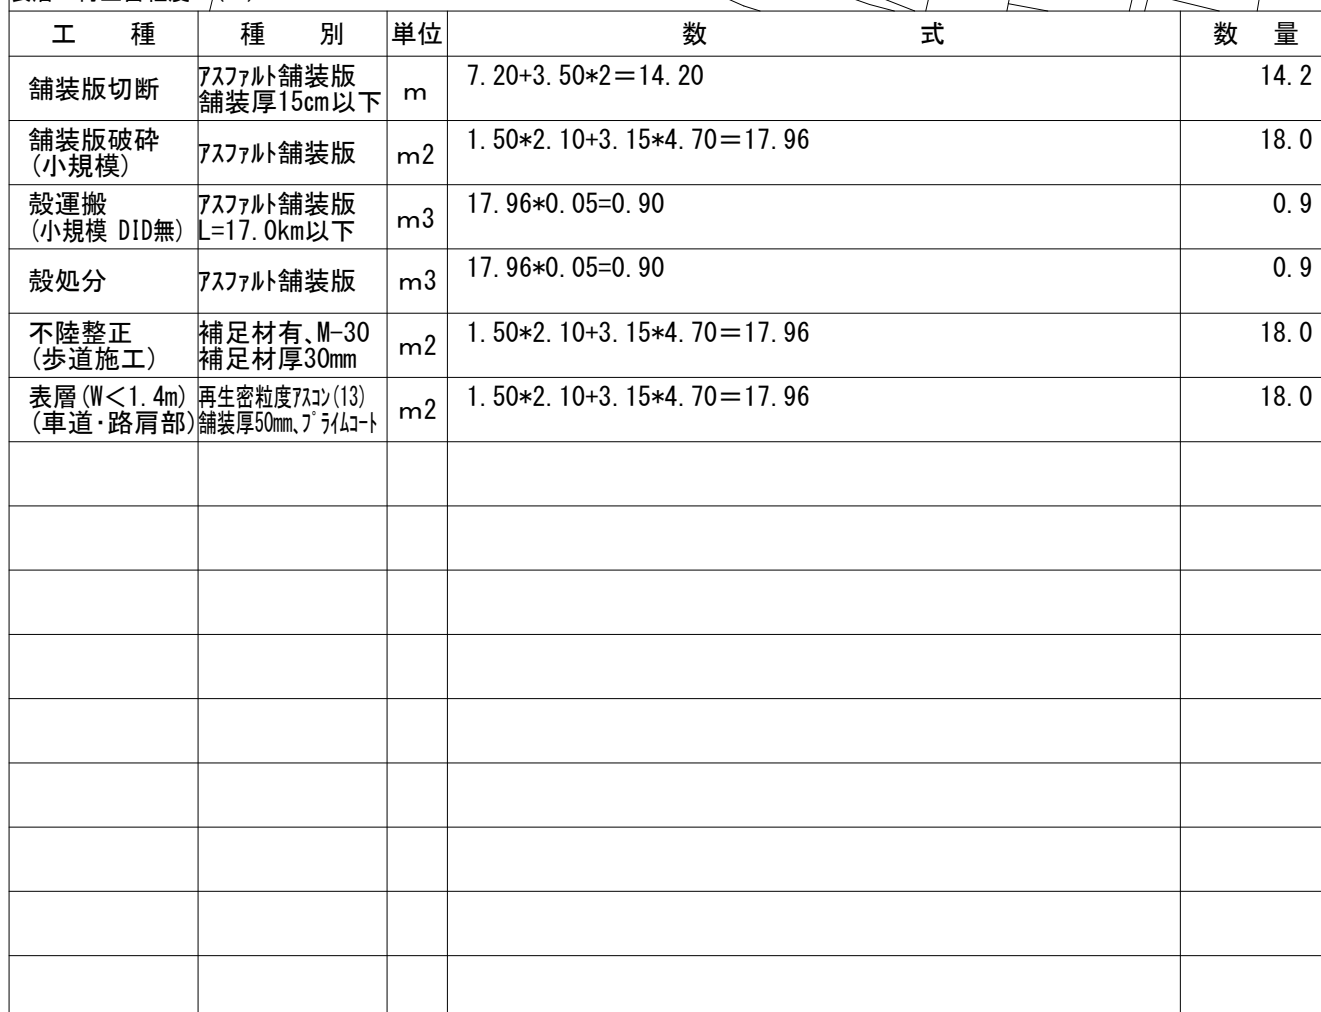 工 種 種 別 単位 数 式 数 量
舗装版切断 ｱｽﾌｧﾙﾄ舗装版 m 7.20+3.50*2＝14.20 14.2
舗装厚15cm以下
舗装版破砕 ｱｽﾌｧﾙﾄ舗装版 m2 1.50*2.10+3.15*4.70＝17.96 18.0
(小規模)
殻運搬 ｱｽﾌｧﾙﾄ舗装版 m3 17.96*0.05=0.90 0.9
(小規模 DID無) L=17.0km以下
殻処分 ｱｽﾌｧﾙﾄ舗装版 m3 17.96*0.05=0.90 0.9
不陸整正 補足材有、M-30 m2 1.50*2.10+3.15*4.70＝17.96 18.0
(歩道施工) 補足材厚30mm
表層(W＜1.4m) 再生密粒度ｱｽｺﾝ(13) m2 1.50*2.10+3.15*4.70＝17.96 18.0
(車道･路肩部) 舗装厚50mm、ﾌﾟﾗｲﾑｺｰﾄ